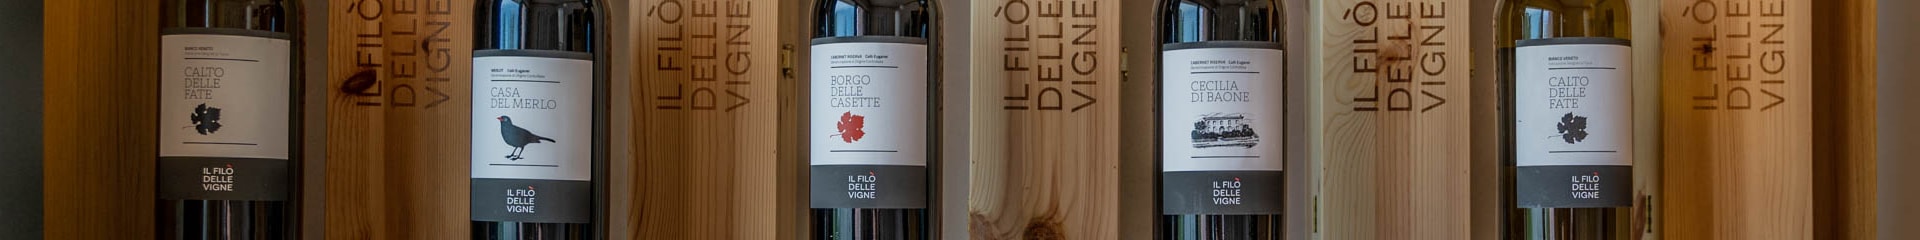 BIANCO VENETO
CALTO
DELLE
FATE
IL FILÒ
DELLE
VIGNE
IL FILÒ
DELLE
VIGNE
MERLOT Colli Euganei
CASA
DEL MERLO
IL FILÒ
DELLE
VIGNE
IL FILÒ
DELLE
VIGNE
CABERNET RISERVA Colli Euganei
BORGO
DELLE
CASETTE
IL FILÒ
DELLE
VIGNE
IL FILÒ
DELLE
VIGNE
CABERNET RISERVA Colli Euganei
CECILIA
DI BAONE
IL FILÒ
DELLE
VIGNE
IL FILÒ
DELLE
VIGNE
BIANCO VENETO
CALTO
DELLE
FATE
IL FILÒ
DELLE
VIGNE
IL FILÒ
DELLE
VIGNE